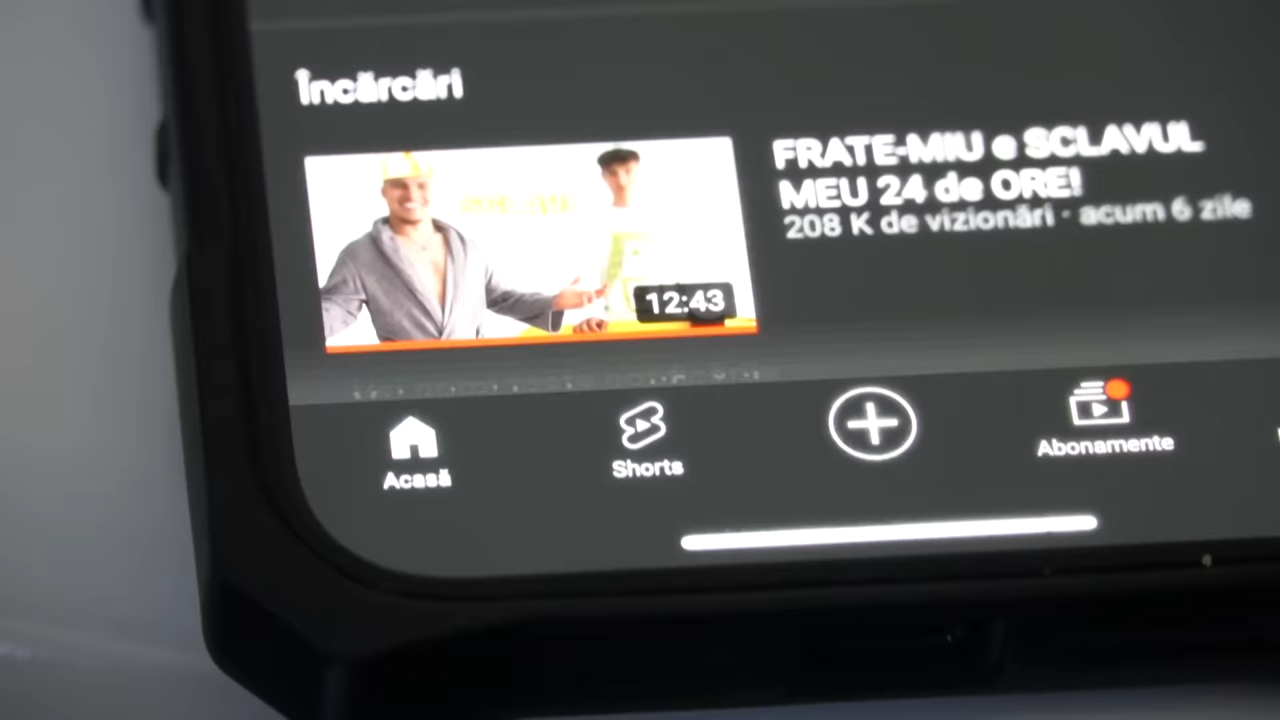 Încărcări
FRATE-MIU e SCLAVUL
MEU 24 de ORE!
208 K de vizionări · acum 6 zile
12:43
Acasă
Shorts
Abonamente